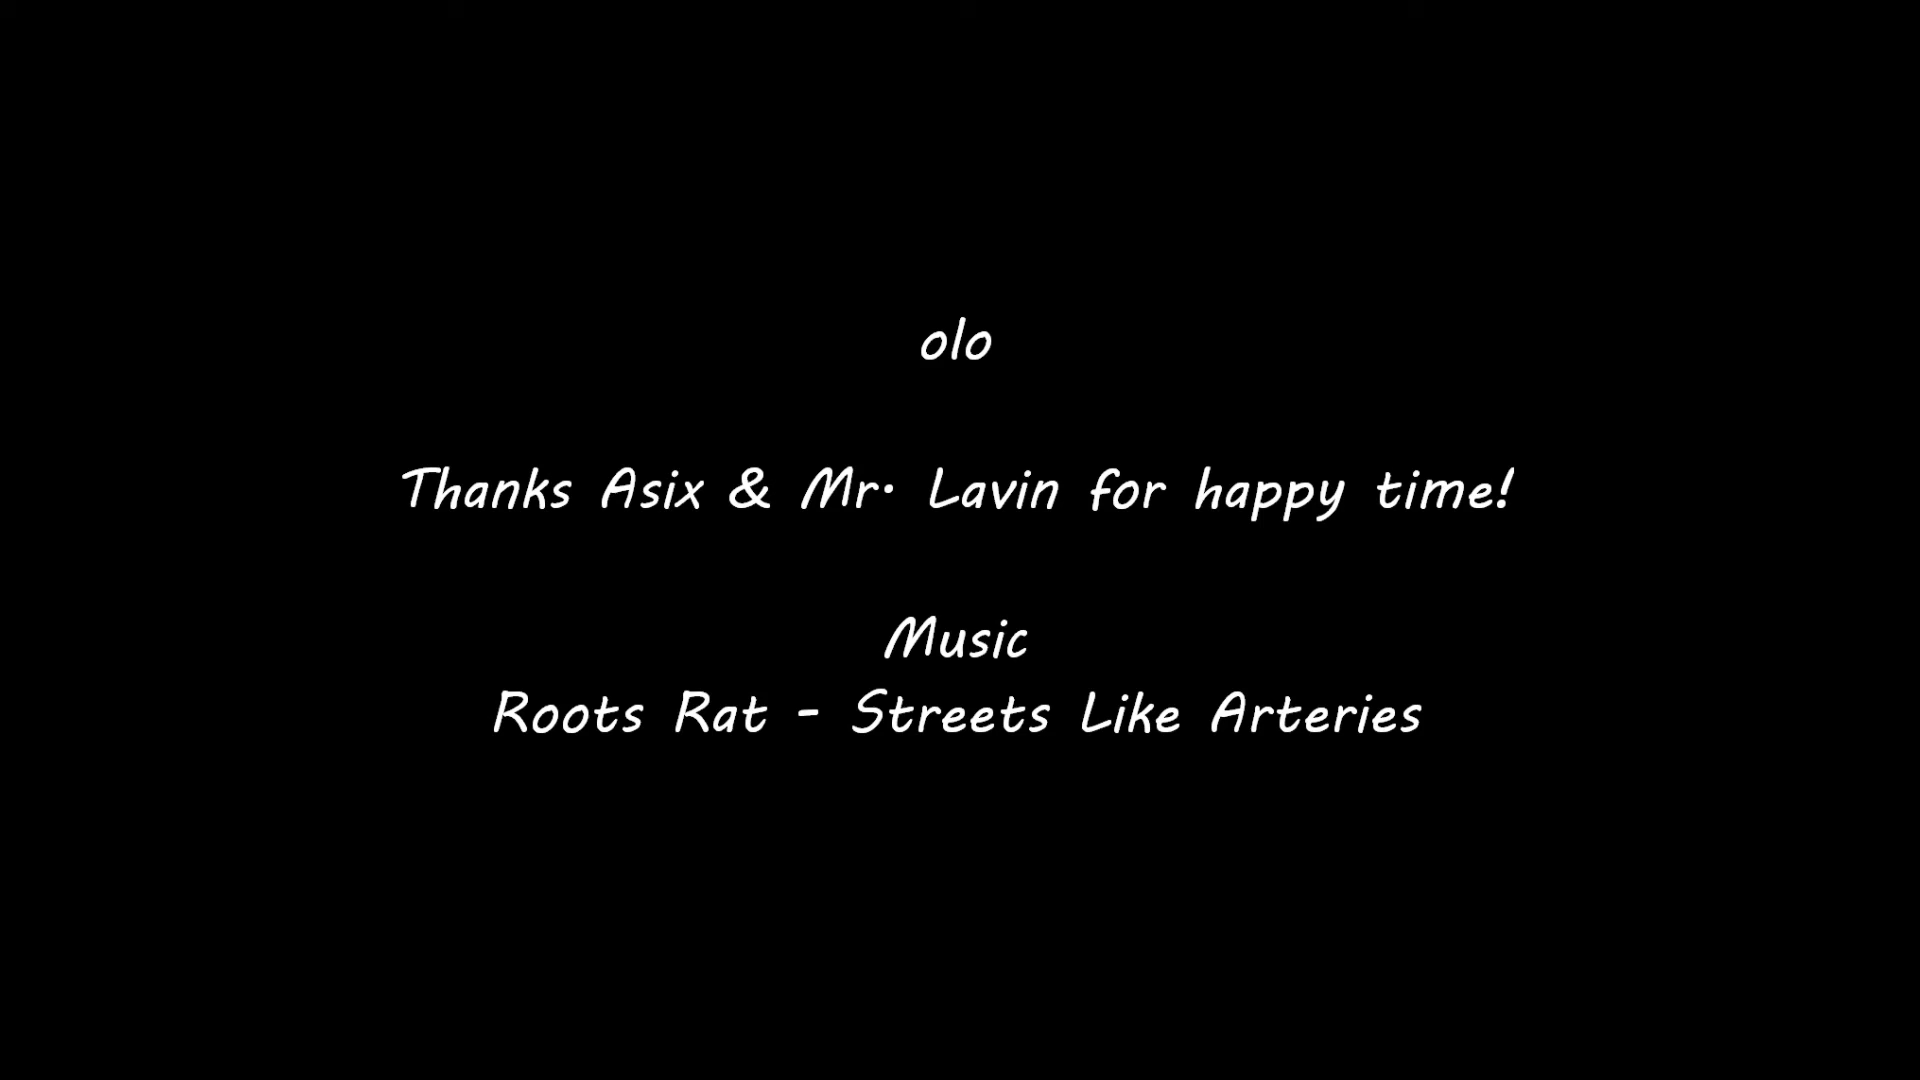 olo
Thanks Asix & Mr. Lavin for happy time!
Music
Roots Rat - Streets Like Arteries